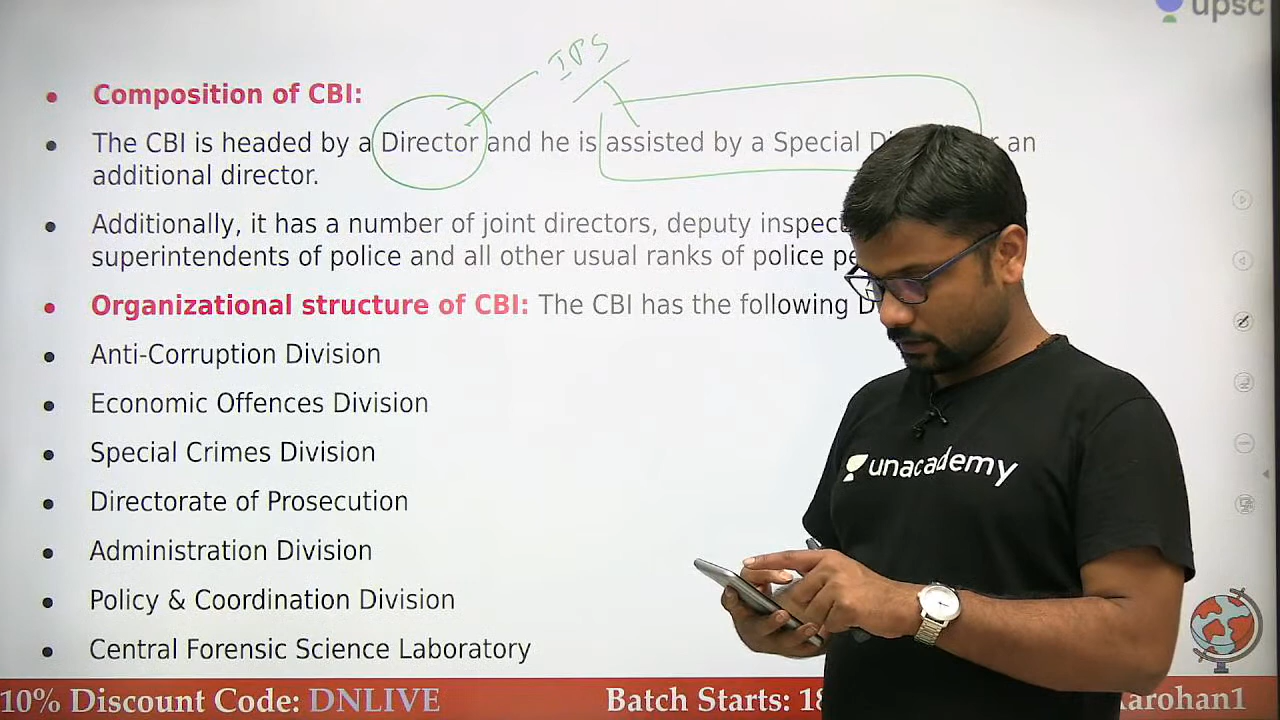 upsc
IPS
Composition of CBI:
The CBI is headed by a Director and he is assisted by a Special an
additional director.
Additionally, it has a number of joint directors, deputy
superintendents of police and all other usual ranks of police
Organizational structure of CBI: The CBI has the following
Anti-Corruption Division
Economic Offences Division
Special Crimes Division
Directorate of Prosecution
Administration Division
Policy & Coordination Division
Central Forensic Science Laboratory
unacademy
10% Discount Code: DNLIVE Batch Starts: 18